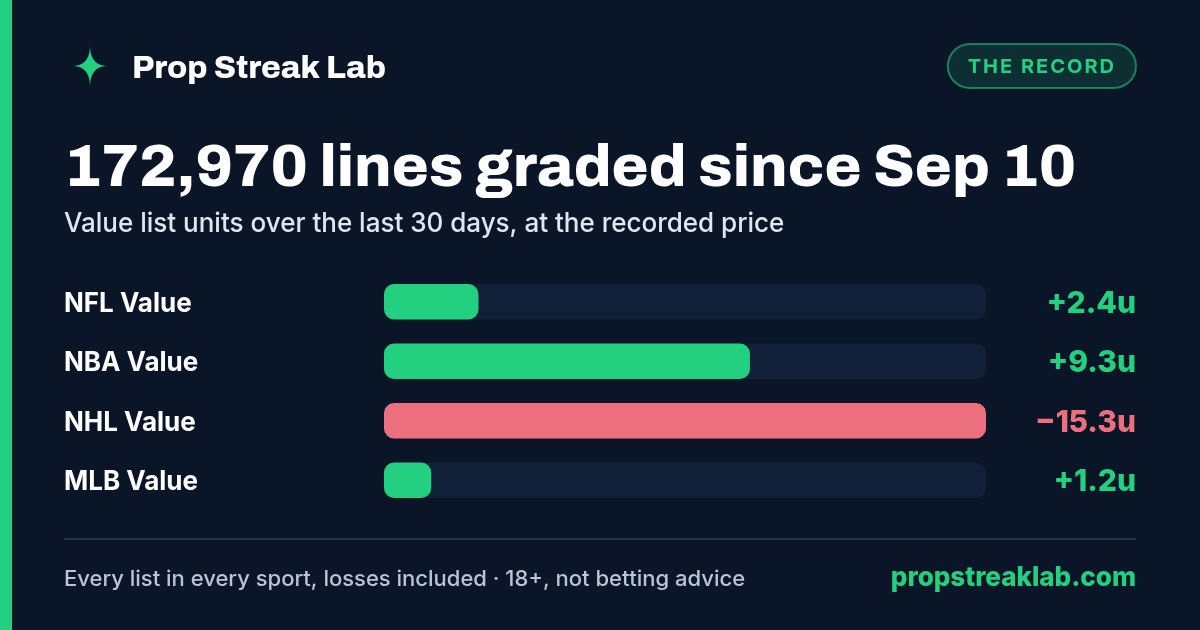 Prop Streak Lab
THE RECORD
172,970 lines graded since Sep 10
Value list units over the last 30 days, at the recorded price
NFL Value +2.4u
NBA Value +9.3u
NHL Value −15.3u
MLB Value +1.2u
Every list in every sport, losses included · 18+, not betting advice
propstreaklab.com